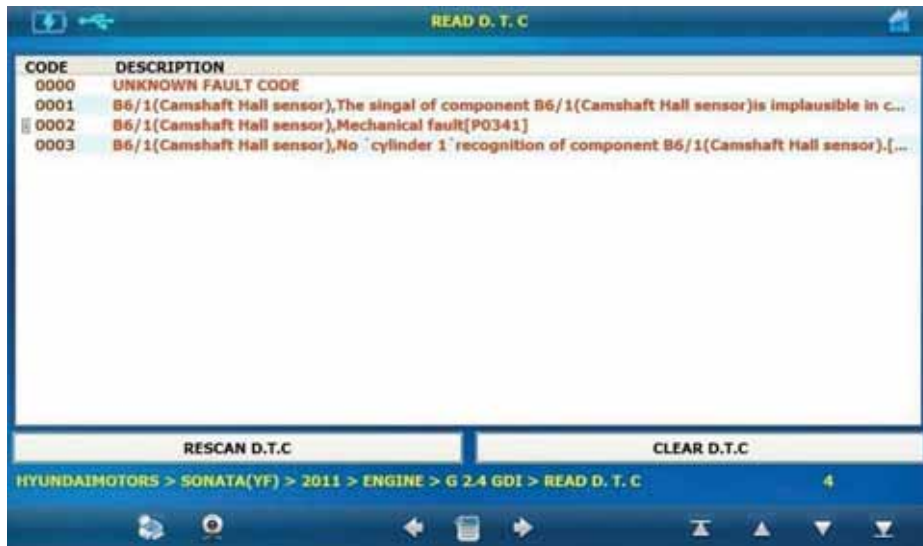 READ D. T. C
CODE DESCRIPTION
0000 UNKNOWN FAULT CODE
0001 B6/1(Camshaft Hall sensor),The singal of component B6/1(Camshaft Hall sensor)is implausible in c...
0002 B6/1(Camshaft Hall sensor),Mechanical fault[P0341]
0003 B6/1(Camshaft Hall sensor),No `cylinder 1`recognition of component B6/1(Camshaft Hall sensor).[...
RESCAN D.T.C CLEAR D.T.C
HYUNDAIMOTORS > SONATA(YF) > 2011 > ENGINE > G 2.4 GDI > READ D. T. C 4